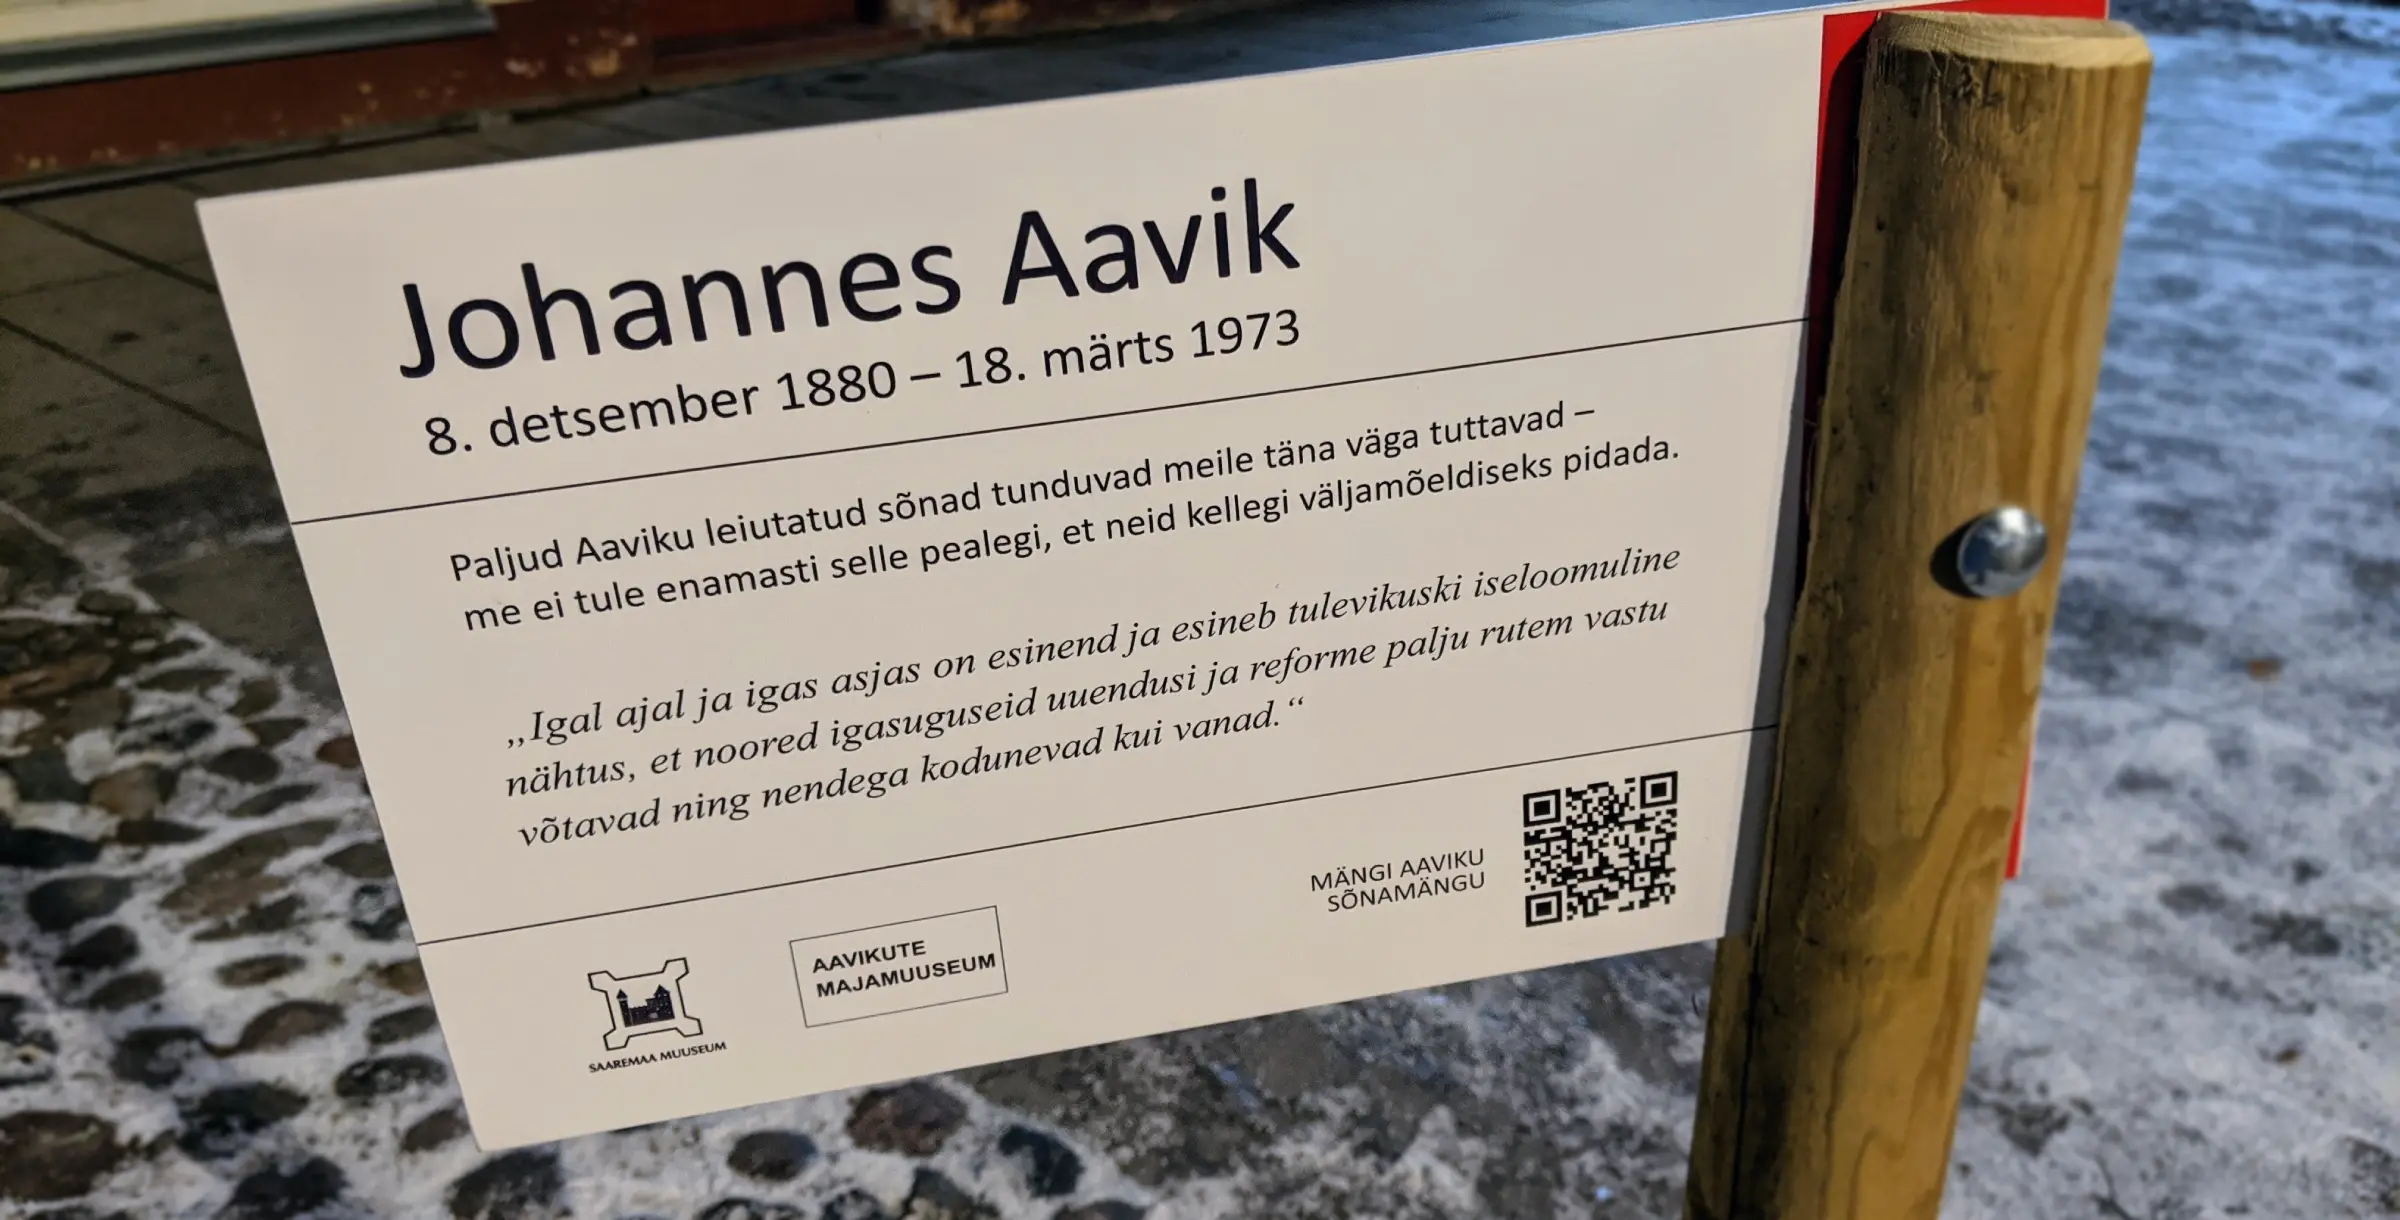 Johannes Aavik
8. detsember 1880 – 18. märts 1973
Paljud Aaviku leiutatud sõnad tunduvad meile täna väga tuttavad –
me ei tule enamasti selle pealegi, et neid kellegi väljamõeldiseks pidada.
„Igal ajal ja igas asjas on esinend ja esineb tulevikuski iseloomuline
nähtus, et noored igasuguseid uuendusi ja reforme palju rutem vastu
võtavad ning nendega kodunevad kui vanad.“
SAAREMAA MUUSEUM
AAVIKUTE
MAJAMUUSEUM
MÄNGI AAVIKU
SÕNAMÄNGU